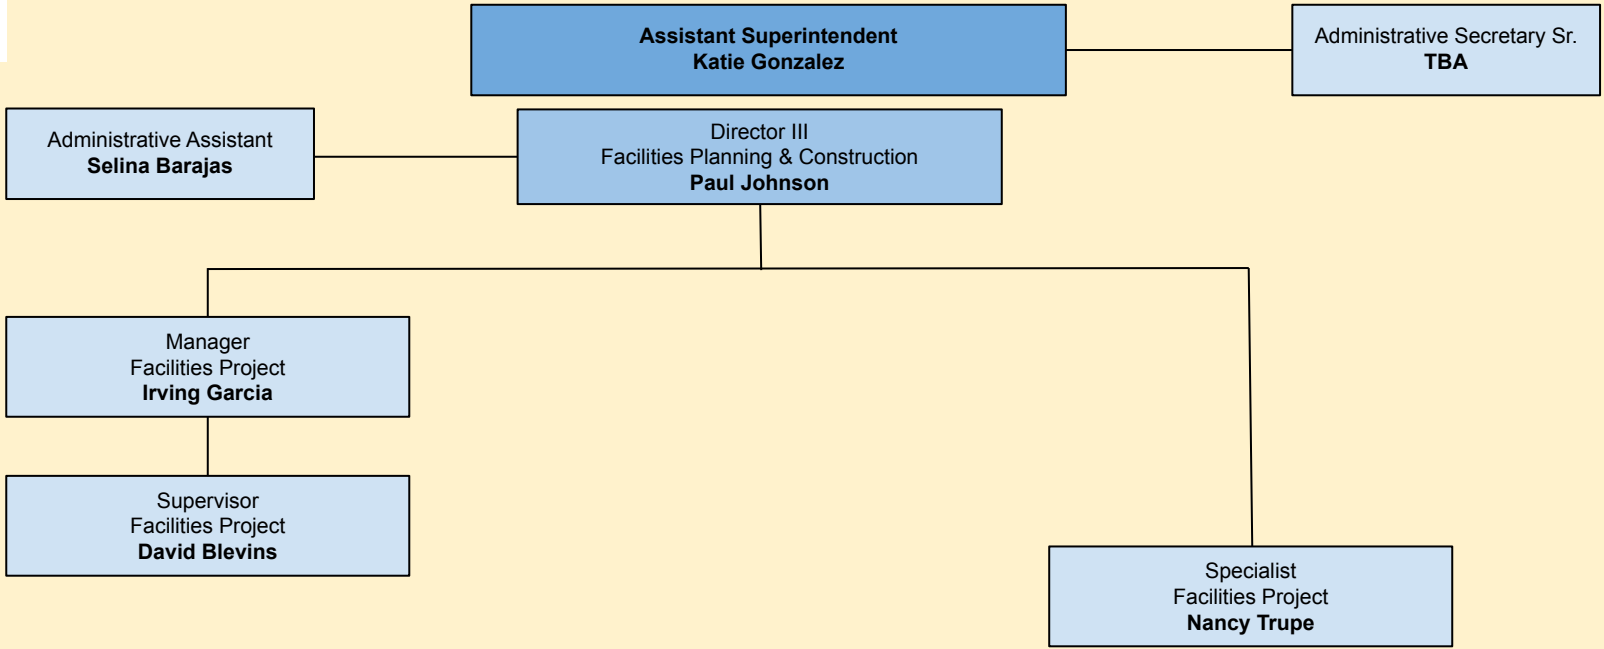 Assistant Superintendent
Katie Gonzalez
Administrative Secretary Sr.
TBA
Administrative Assistant
Selina Barajas
Director III
Facilities Planning & Construction
Paul Johnson
Manager
Facilities Project
Irving Garcia
Supervisor
Facilities Project
David Blevins
Specialist
Facilities Project
Nancy Trupe